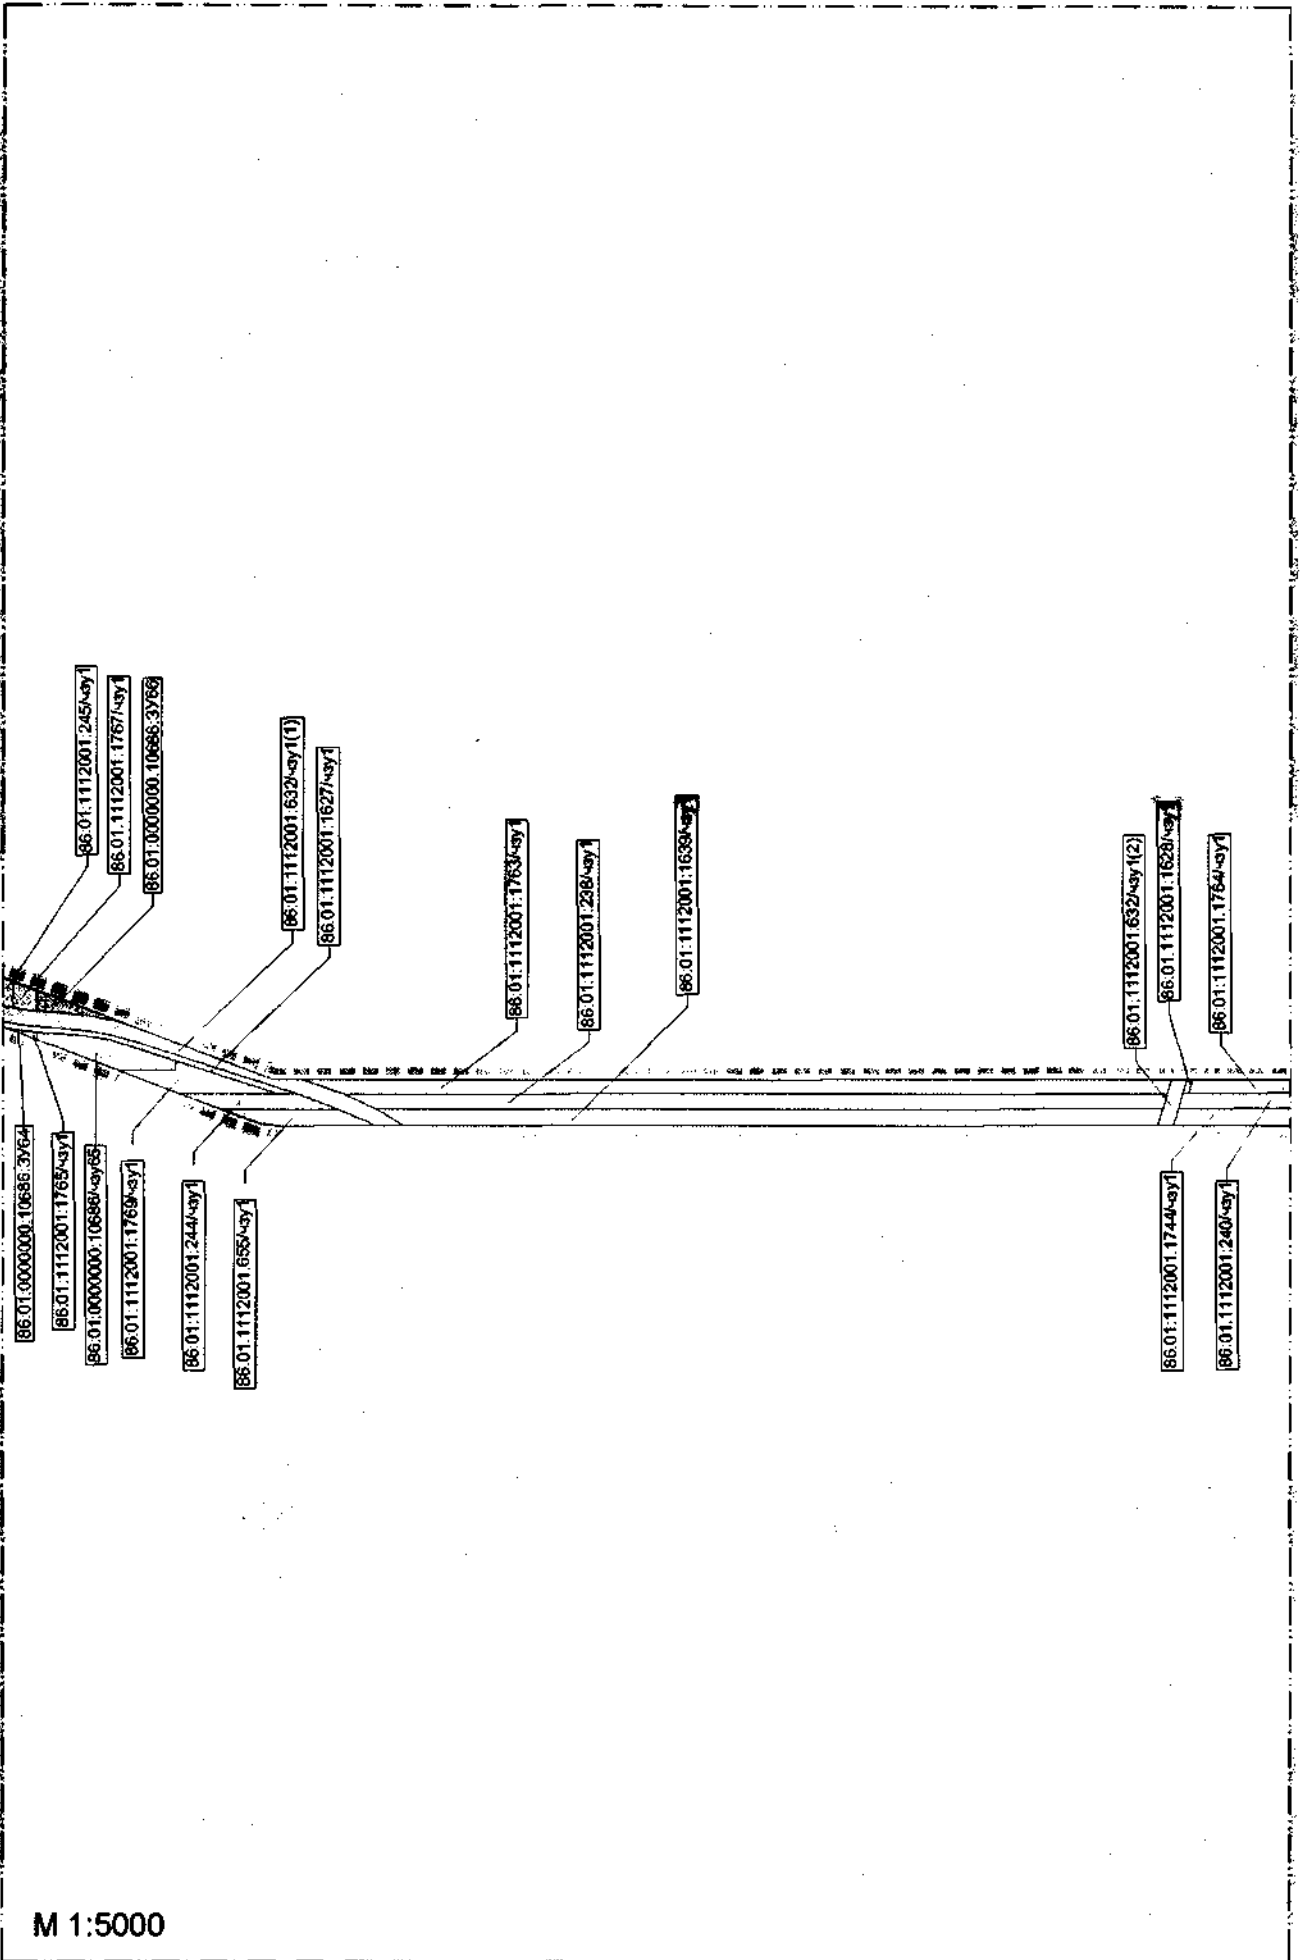 86:01:1112001:245/чзу1
86:01:1112001:1767/чзу1
86:01:0000000:10686:ЗУ66
86:01:1112001:632/чзу1(1)
86:01:1112001:1627/чзу1
86:01:1112001:1763/чзу1
86:01:1112001:238/чзу1
86:01:1112001:1639/чзу1
86:01:1112001:632/чзу1(2)
86:01:1112001:1628/чзу1
86:01:1112001:1764/чзу1
86:01:0000000:10686:ЗУ64
86:01:1112001:1765/чзу1
86:01:0000000:10686/чзу65
86:01:1112001:1769/чзу1
86:01:1112001:244/чзу1
86:01:1112001:655/чзу1
86:01:1112001:1744/чзу1
86:01:1112001:240/чзу1
М 1:5000